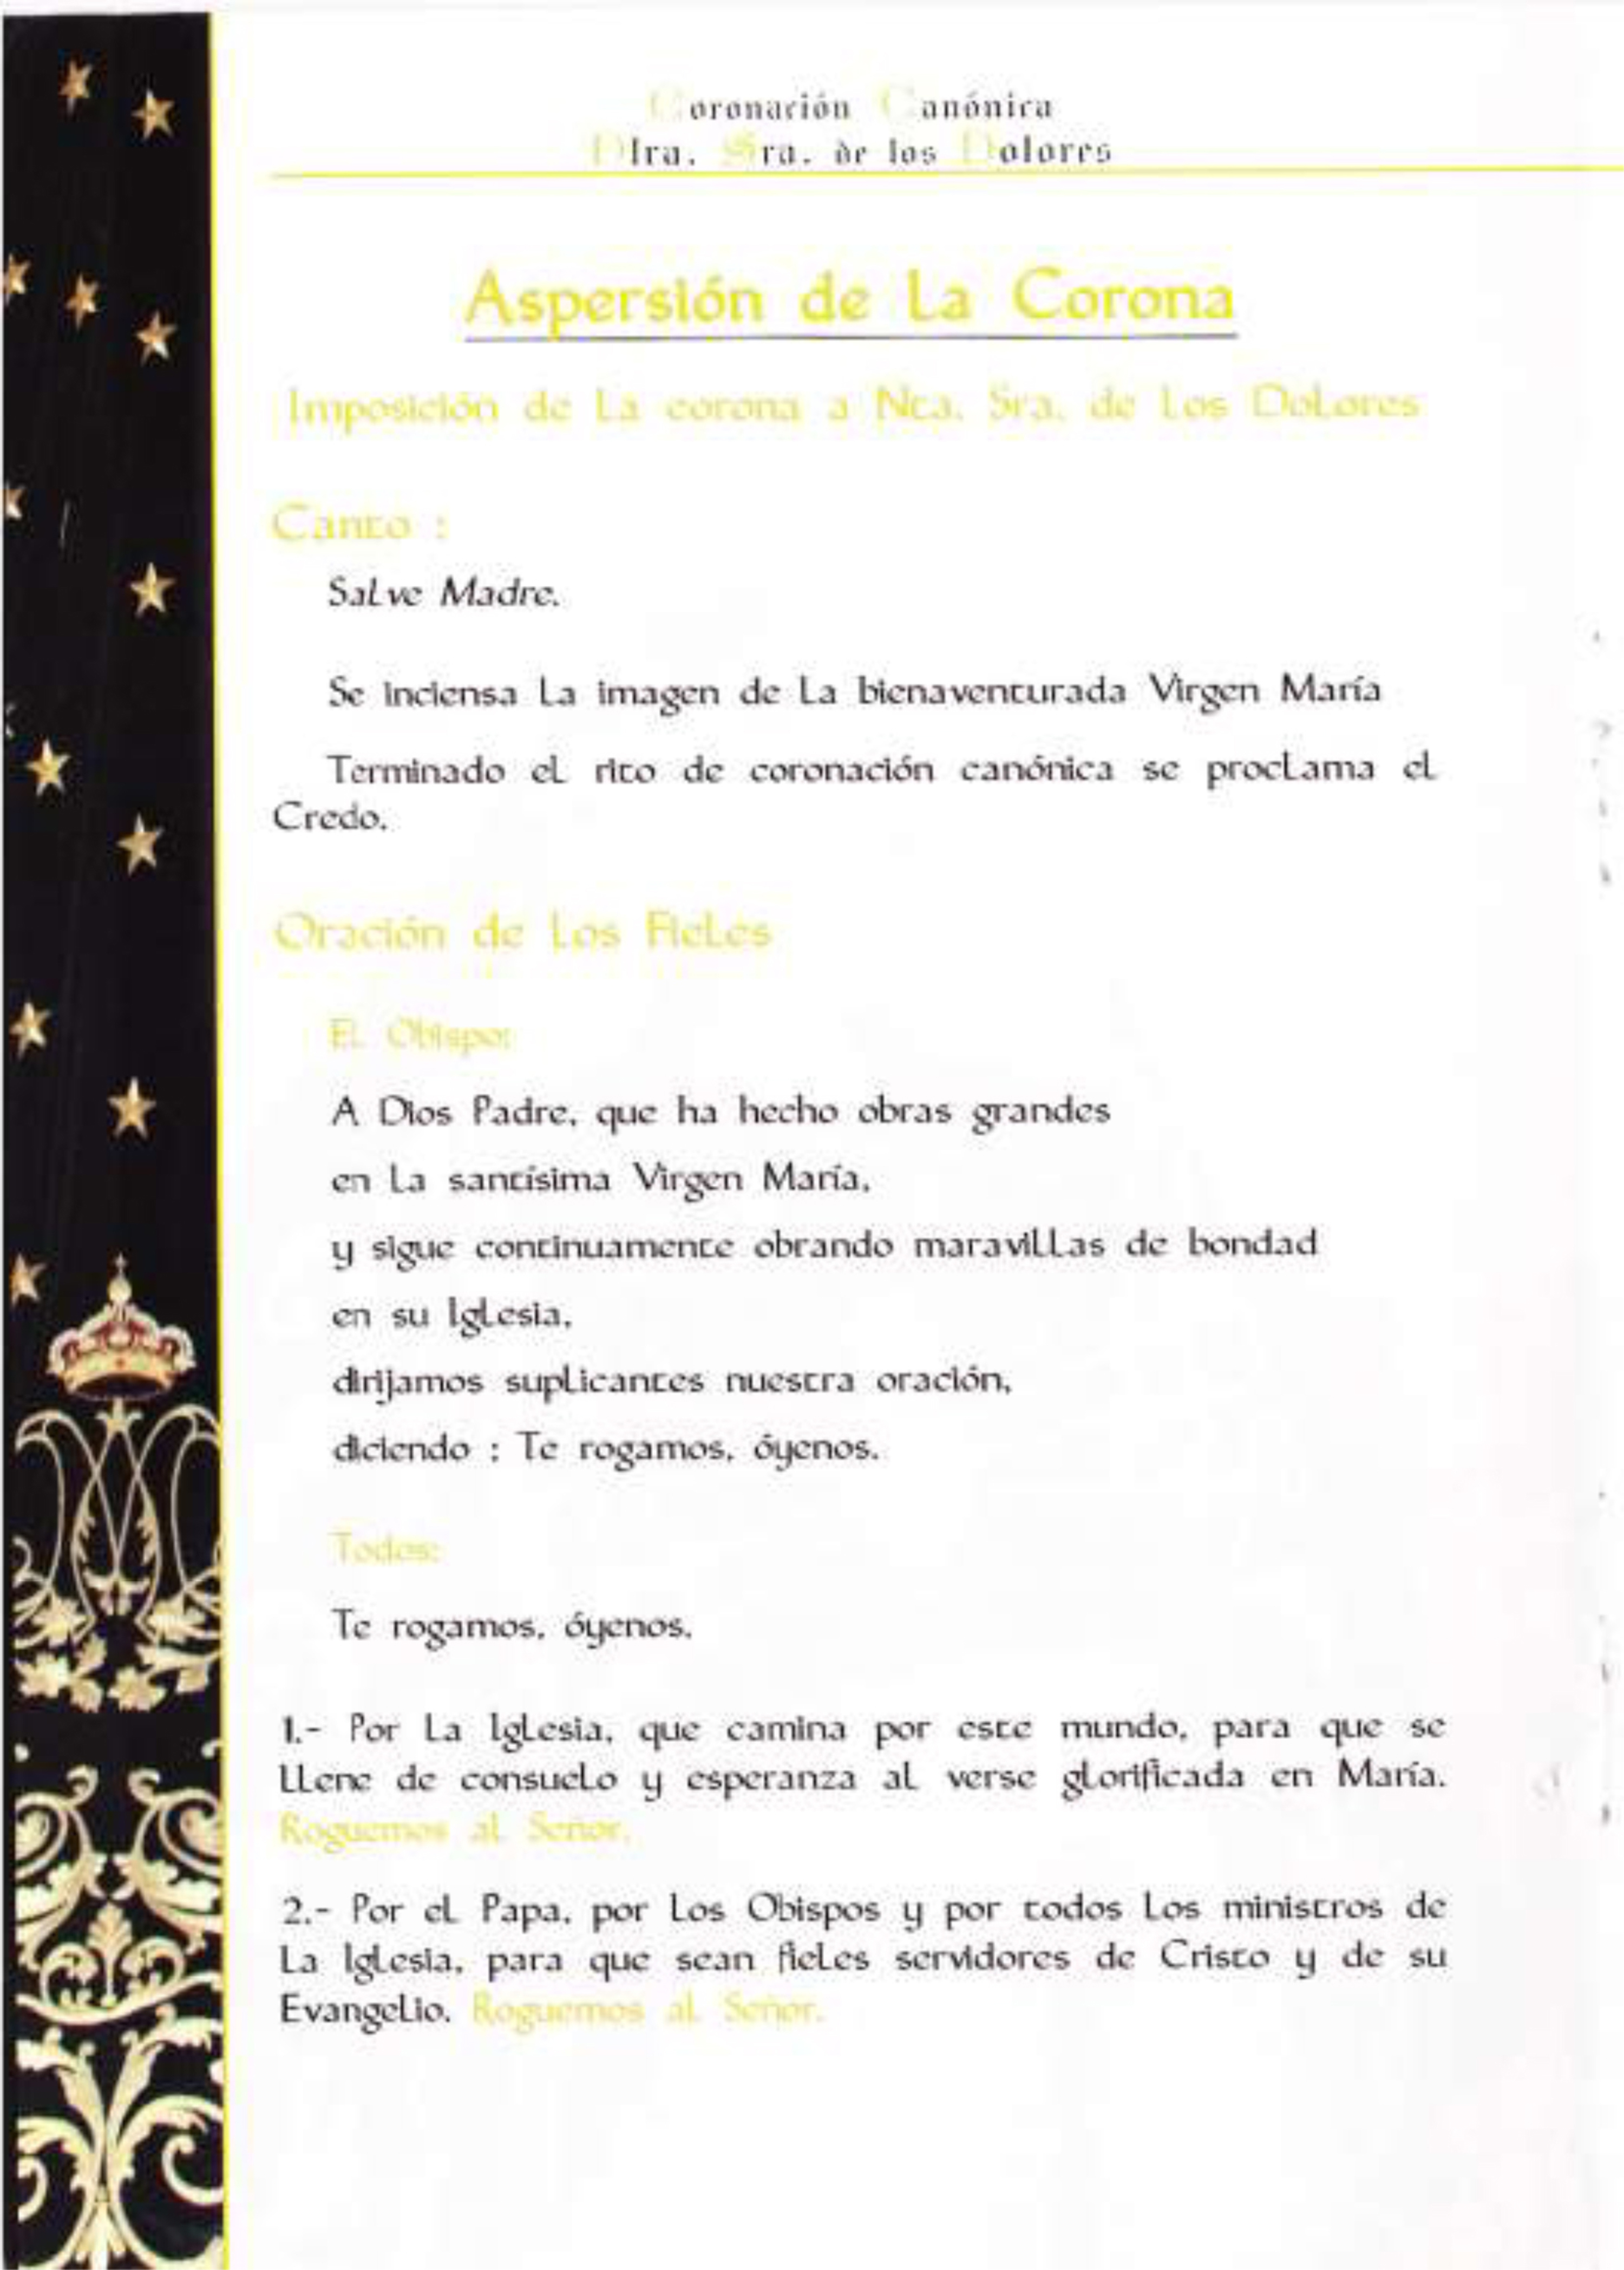 Coronación Canónica
Ntra. Sra. de los Dolores
Aspersión de la Corona
Imposición de la corona a Nta. Sra. de los Dolores
Canto :
Salve Madre.
Se inciensa la imagen de la bienaventurada Virgen María
Terminado el rito de coronación canónica se proclama el
Credo.
Oración de los Fieles
El Obispo:
A Dios Padre, que ha hecho obras grandes
en la santísima Virgen María,
y sigue continuamente obrando maravillas de bondad
en su Iglesia,
dirijamos suplicantes nuestra oración,
diciendo : Te rogamos, óyenos.
Todos:
Te rogamos, óyenos.
1.- Por la Iglesia, que camina por este mundo, para que se
llene de consuelo y esperanza al verse glorificada en María.
Roguemos al Señor.
2.- Por el Papa, por los Obispos y por todos los ministros de
la Iglesia, para que sean fieles servidores de Cristo y de su
Evangelio. Roguemos al Señor.